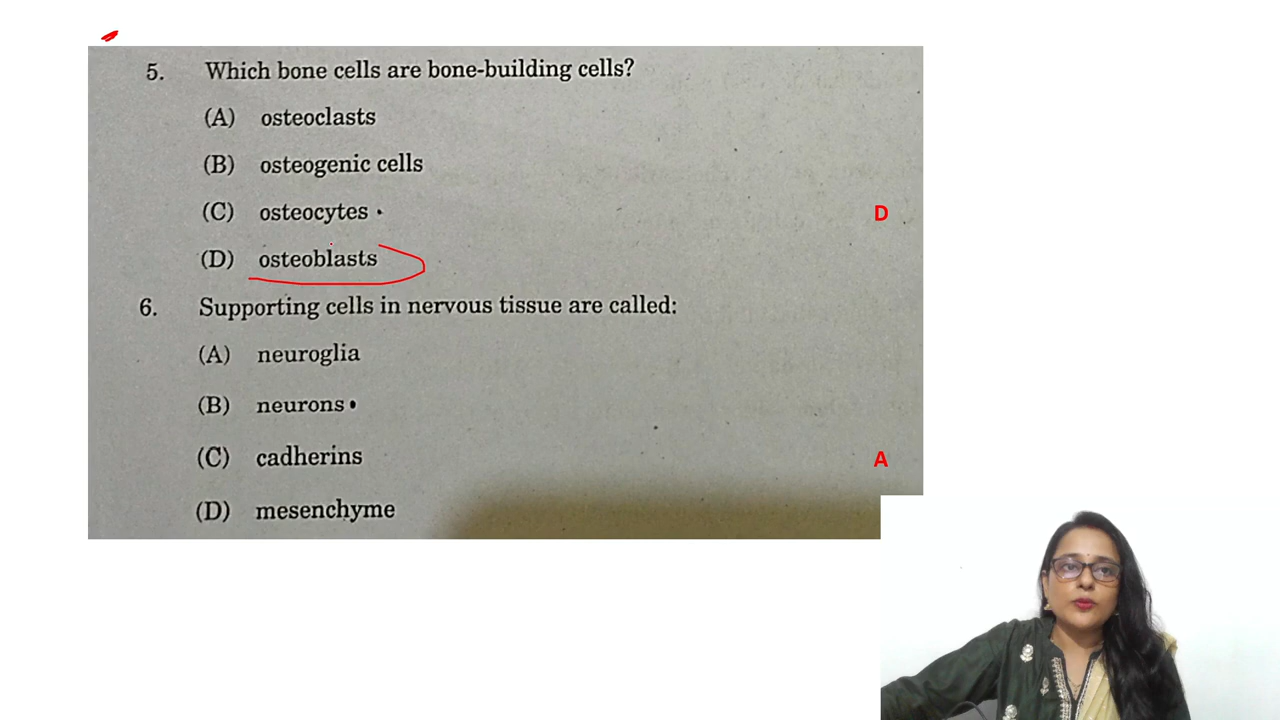 5. Which bone cells are bone-building cells?
(A) osteoclasts
(B) osteogenic cells
(C) osteocytes
D
(D) osteoblasts
6. Supporting cells in nervous tissue are called:
(A) neuroglia
(B) neurons
(C) cadherins
A
(D) mesenchyme